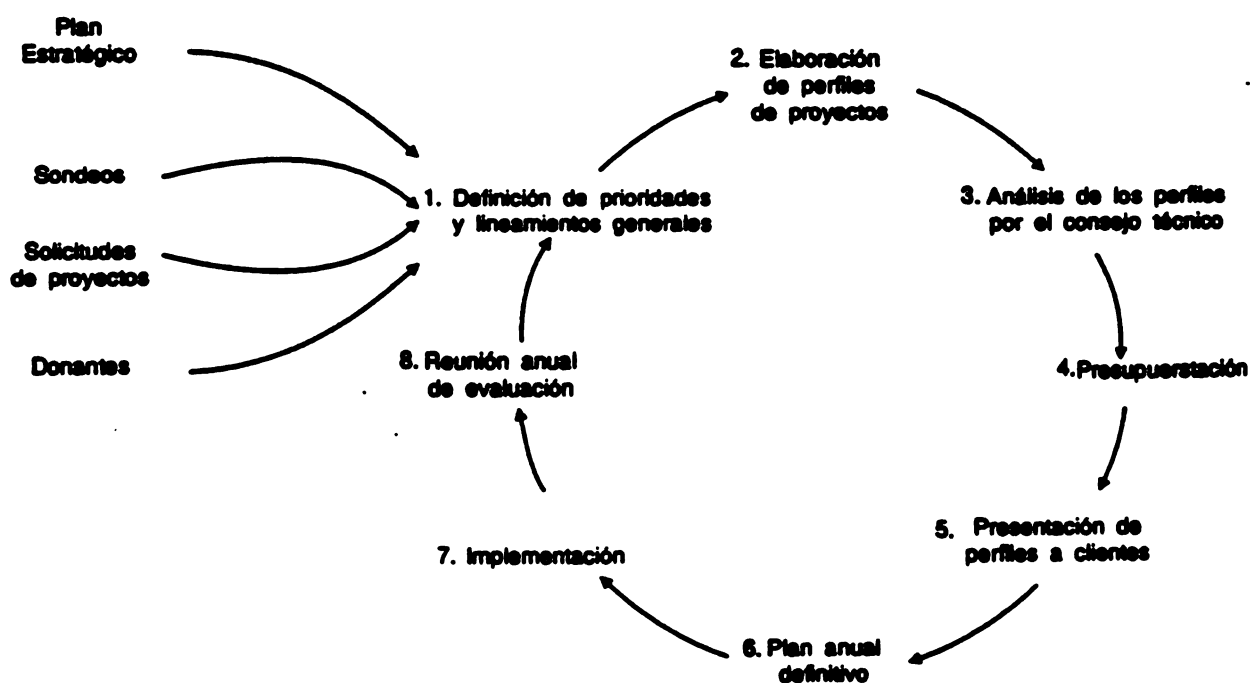 Plan
Estratégico
Sondeos
Solicitudes
de proyectos
Donantes
1. Definición de prioridades
y lineamientos generales
2. Elaboración
de perfiles
de proyectos
3. Análisis de los perfiles
por el consejo técnico
4. Presupuerstación
5. Presentación de
perfiles a clientes
6. Plan anual
definitivo
7. Implementación
8. Reunión anual
de evaluación